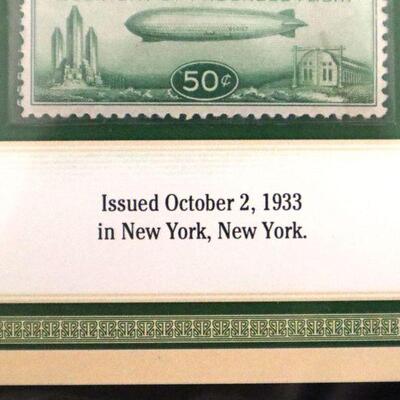 50¢
Issued October 2, 1933
in New York, New York.